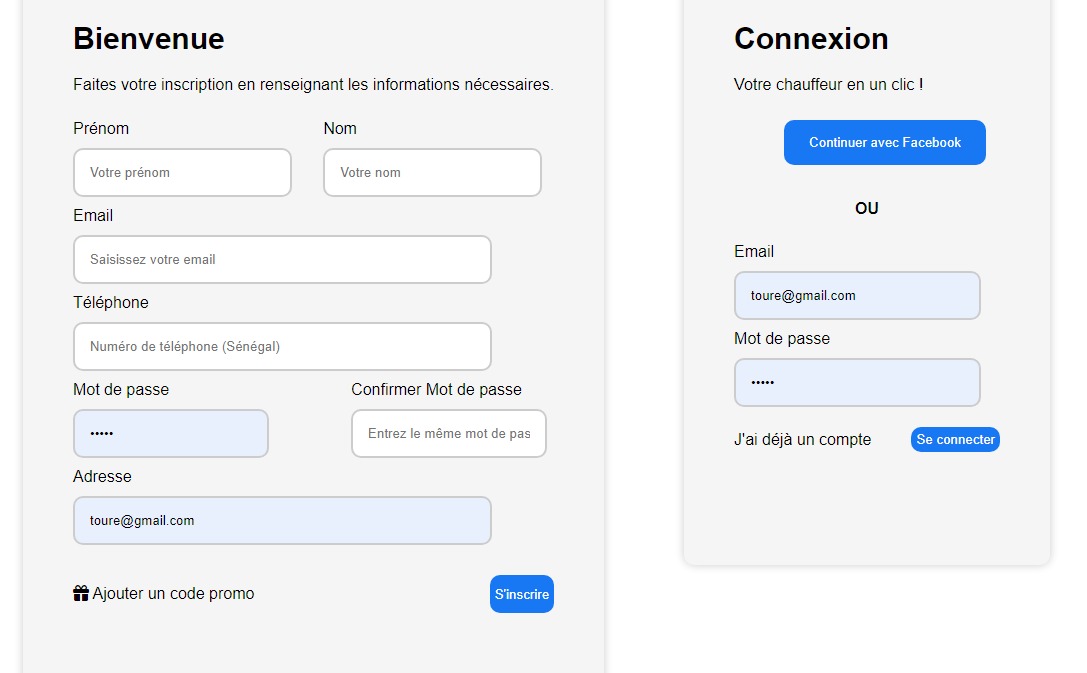 Bienvenue
Faites votre inscription en renseignant les informations nécessaires.
Prénom Nom
Votre prénom Votre nom
Email
Saisissez votre email
Téléphone
Numéro de téléphone (Sénégal)
Mot de passe Confirmer Mot de passe
••••• Entrez le même mot de pas
Adresse
toure@gmail.com
Ajouter un code promo S'inscrire
Connexion
Votre chauffeur en un clic !
Continuer avec Facebook
OU
Email
toure@gmail.com
Mot de passe
•••••
J'ai déjà un compte Se connecter